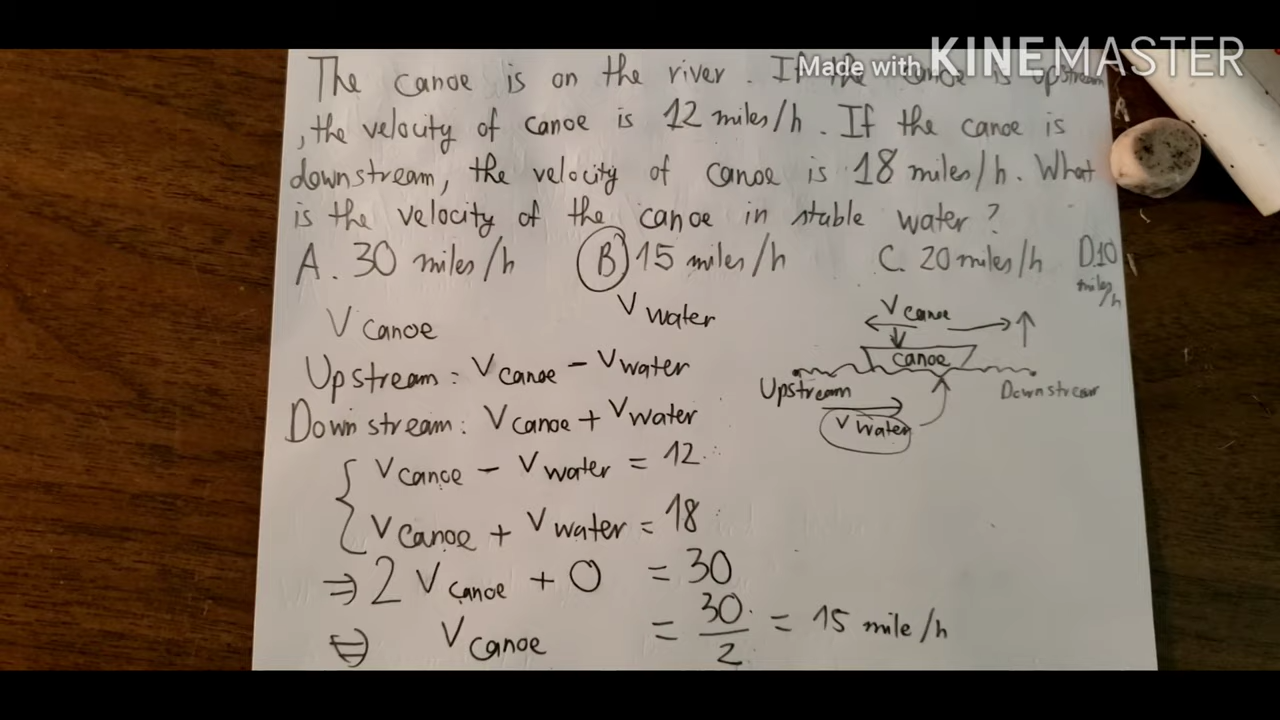 Made with KINEMASTER
The canoe is on the river. If the canoe is upstream
, the velocity of canoe is 12 miles/h. If the canoe is
downstream, the velocity of canoe is 18 miles/h. What
is the velocity of the canoe in stable water?
A. 30 miles/h B) 15 miles/h C. 20 miles/h D10
miles/h
V canoe V water
V canoe
Upstream: V canoe - V water
canoe
Upstream Downstream
V water
Downstream: V canoe + V water
V canoe - V water = 12
V canoe + V water = 18
⇒ 2 V canoe + 0 = 30
⇔ V canoe = 30/2 = 15 mile/h